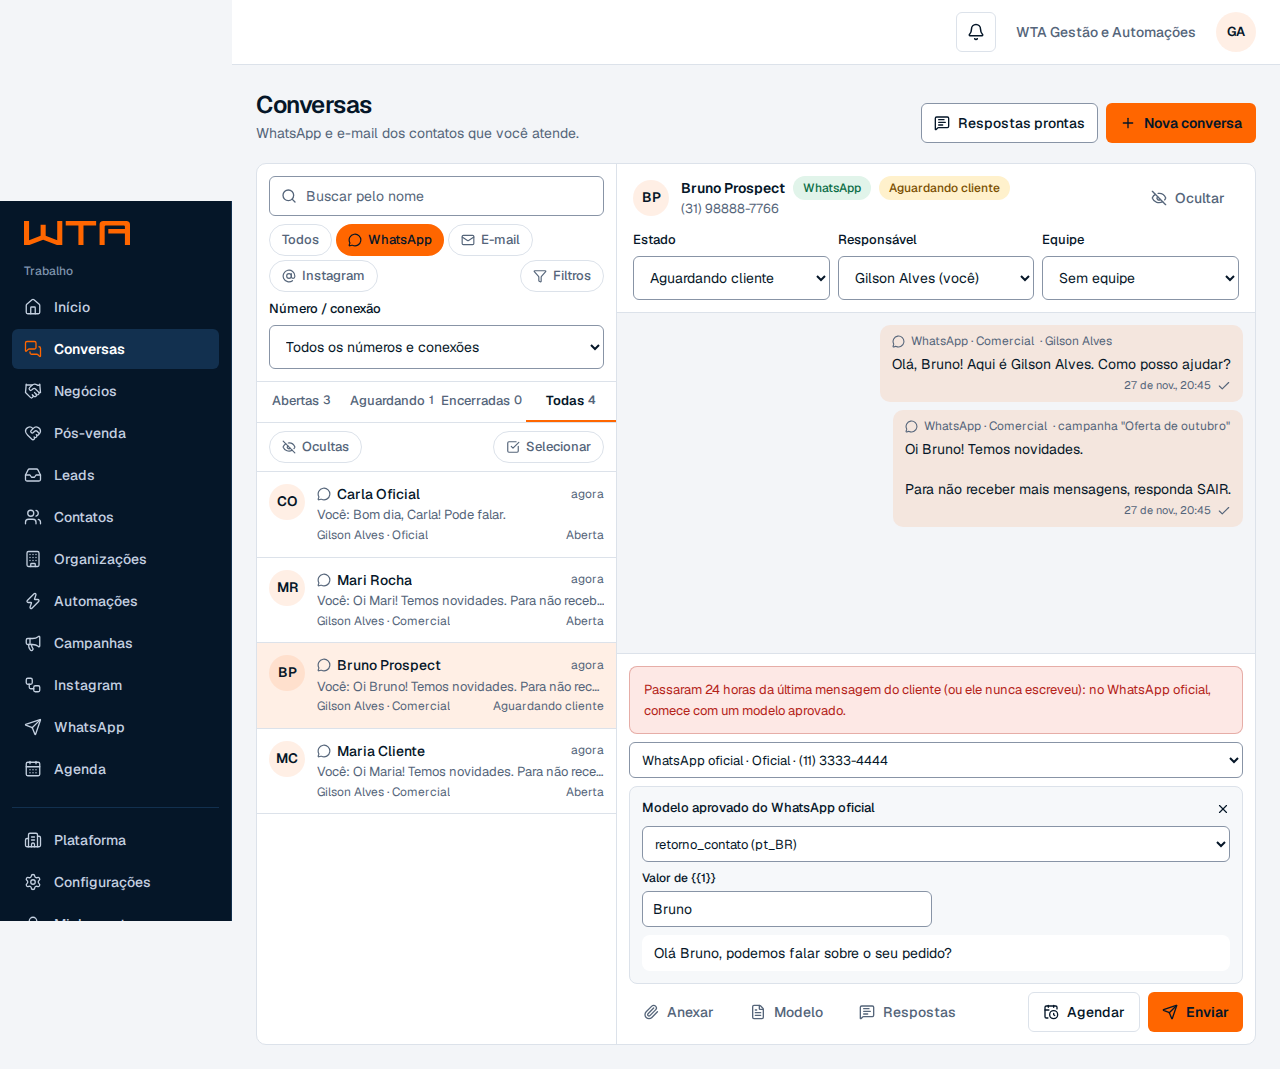 WTA Gestão e Automações
GA
Conversas
WhatsApp e e-mail dos contatos que você atende.
Respostas prontas
Nova conversa
WTA
Trabalho
Início
Conversas
Negócios
Pós-venda
Leads
Contatos
Organizações
Automações
Campanhas
Instagram
WhatsApp
Agenda
Plataforma
Configurações
Buscar pelo nome
Todos
WhatsApp
E-mail
Instagram
Filtros
Número / conexão
Todos os números e conexões
Abertas 3
Aguardando 1
Encerradas 0
Todas 4
Ocultas
Selecionar
CO
Carla Oficial
agora
Você: Bom dia, Carla! Pode falar.
Gilson Alves · Oficial
Aberta
MR
Mari Rocha
agora
Você: Oi Mari! Temos novidades. Para não receb...
Gilson Alves · Comercial
Aberta
BP
Bruno Prospect
agora
Você: Oi Bruno! Temos novidades. Para não rec...
Gilson Alves · Comercial
Aguardando cliente
MC
Maria Cliente
agora
Você: Oi Maria! Temos novidades. Para não rece...
Gilson Alves · Comercial
Aberta
BP
Bruno Prospect
WhatsApp
Aguardando cliente
(31) 98888-7766
Ocultar
Estado
Responsável
Equipe
Aguardando cliente
Gilson Alves (você)
Sem equipe
WhatsApp · Comercial · Gilson Alves
Olá, Bruno! Aqui é Gilson Alves. Como posso ajudar?
27 de nov., 20:45
WhatsApp · Comercial · campanha "Oferta de outubro"
Oi Bruno! Temos novidades.
Para não receber mais mensagens, responda SAIR.
27 de nov., 20:45
Passaram 24 horas da última mensagem do cliente (ou ele nunca escreveu): no WhatsApp oficial,
comece com um modelo aprovado.
WhatsApp oficial · Oficial · (11) 3333-4444
Modelo aprovado do WhatsApp oficial
retorno_contato (pt_BR)
Valor de {{1}}
Bruno
Olá Bruno, podemos falar sobre o seu pedido?
Anexar
Modelo
Respostas
Agendar
Enviar